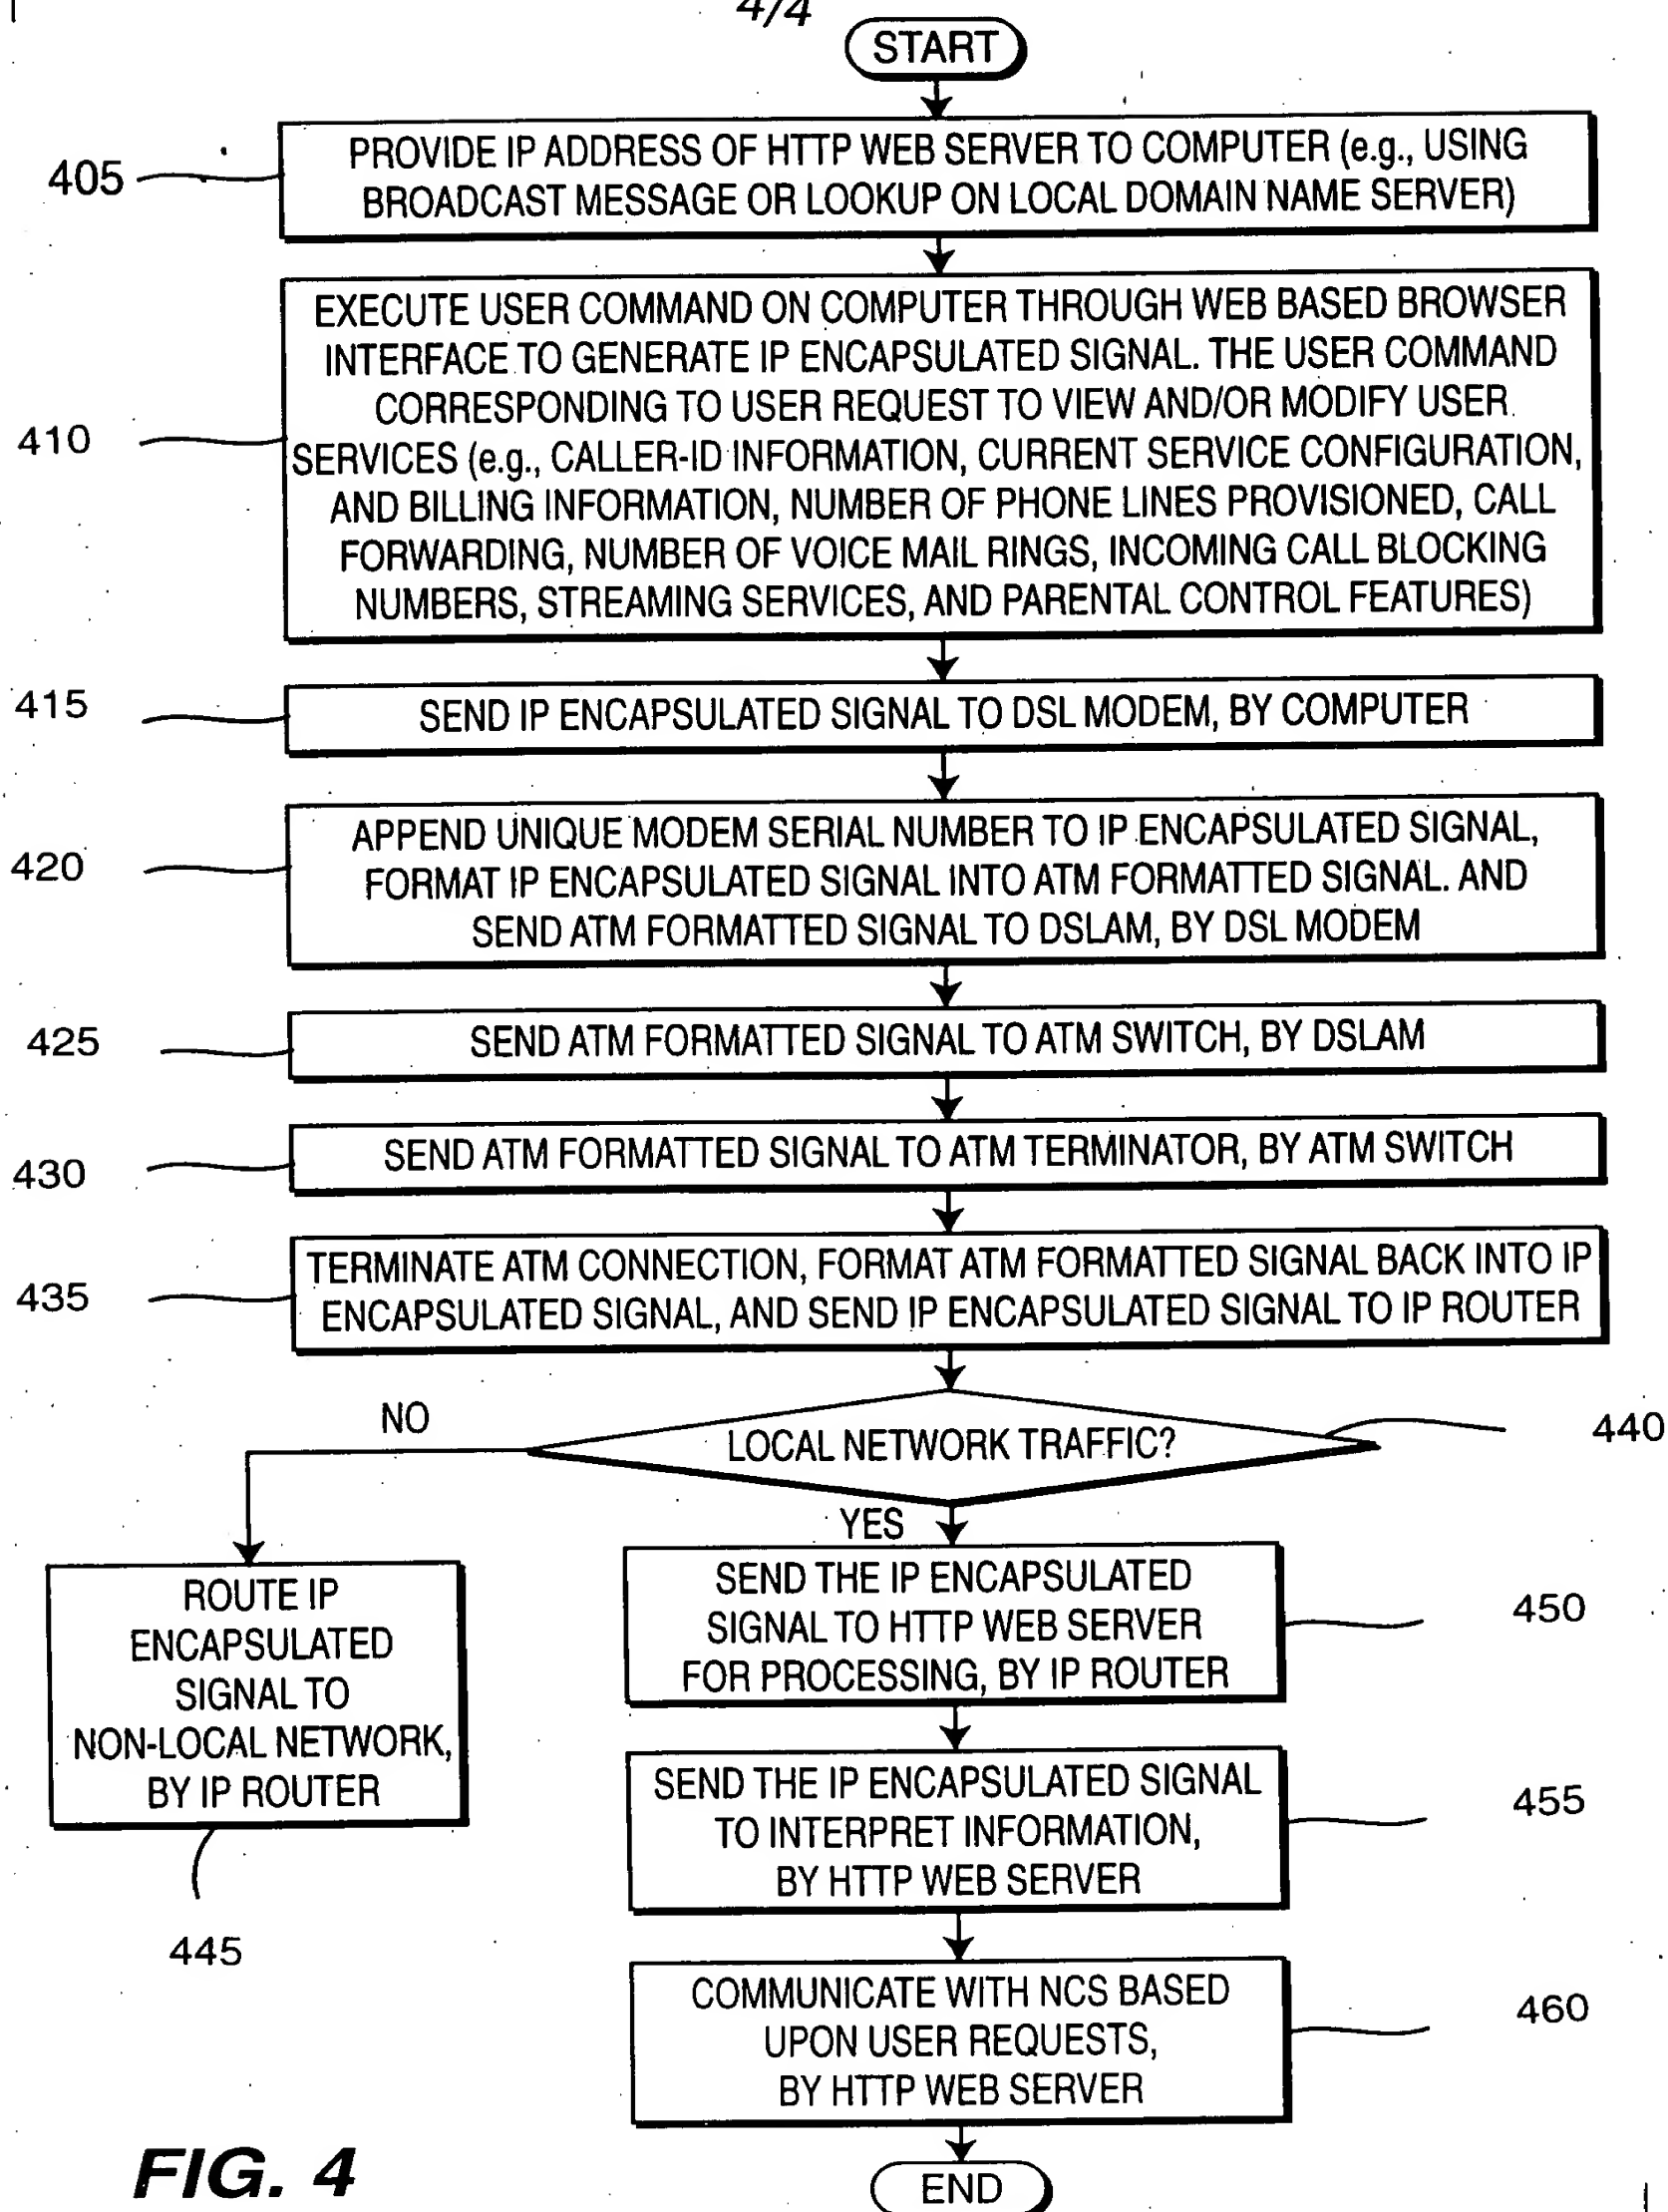 4/4
START
405
PROVIDE IP ADDRESS OF HTTP WEB SERVER TO COMPUTER (e.g., USING
BROADCAST MESSAGE OR LOOKUP ON LOCAL DOMAIN NAME SERVER)
410
EXECUTE USER COMMAND ON COMPUTER THROUGH WEB BASED BROWSER
INTERFACE TO GENERATE IP ENCAPSULATED SIGNAL. THE USER COMMAND
CORRESPONDING TO USER REQUEST TO VIEW AND/OR MODIFY USER
SERVICES (e.g., CALLER-ID INFORMATION, CURRENT SERVICE CONFIGURATION,
AND BILLING INFORMATION, NUMBER OF PHONE LINES PROVISIONED, CALL
FORWARDING, NUMBER OF VOICE MAIL RINGS, INCOMING CALL BLOCKING
NUMBERS, STREAMING SERVICES, AND PARENTAL CONTROL FEATURES)
415
SEND IP ENCAPSULATED SIGNAL TO DSL MODEM, BY COMPUTER
420
APPEND UNIQUE MODEM SERIAL NUMBER TO IP ENCAPSULATED SIGNAL,
FORMAT IP ENCAPSULATED SIGNAL INTO ATM FORMATTED SIGNAL. AND
SEND ATM FORMATTED SIGNAL TO DSLAM, BY DSL MODEM
425
SEND ATM FORMATTED SIGNAL TO ATM SWITCH, BY DSLAM
430
SEND ATM FORMATTED SIGNAL TO ATM TERMINATOR, BY ATM SWITCH
435
TERMINATE ATM CONNECTION, FORMAT ATM FORMATTED SIGNAL BACK INTO IP
ENCAPSULATED SIGNAL, AND SEND IP ENCAPSULATED SIGNAL TO IP ROUTER
NO
LOCAL NETWORK TRAFFIC?
440
YES
ROUTE IP
ENCAPSULATED
SIGNAL TO
NON-LOCAL NETWORK,
BY IP ROUTER
445
SEND THE IP ENCAPSULATED
SIGNAL TO HTTP WEB SERVER
FOR PROCESSING, BY IP ROUTER
450
SEND THE IP ENCAPSULATED SIGNAL
TO INTERPRET INFORMATION,
BY HTTP WEB SERVER
455
COMMUNICATE WITH NCS BASED
UPON USER REQUESTS,
BY HTTP WEB SERVER
460
FIG. 4
END